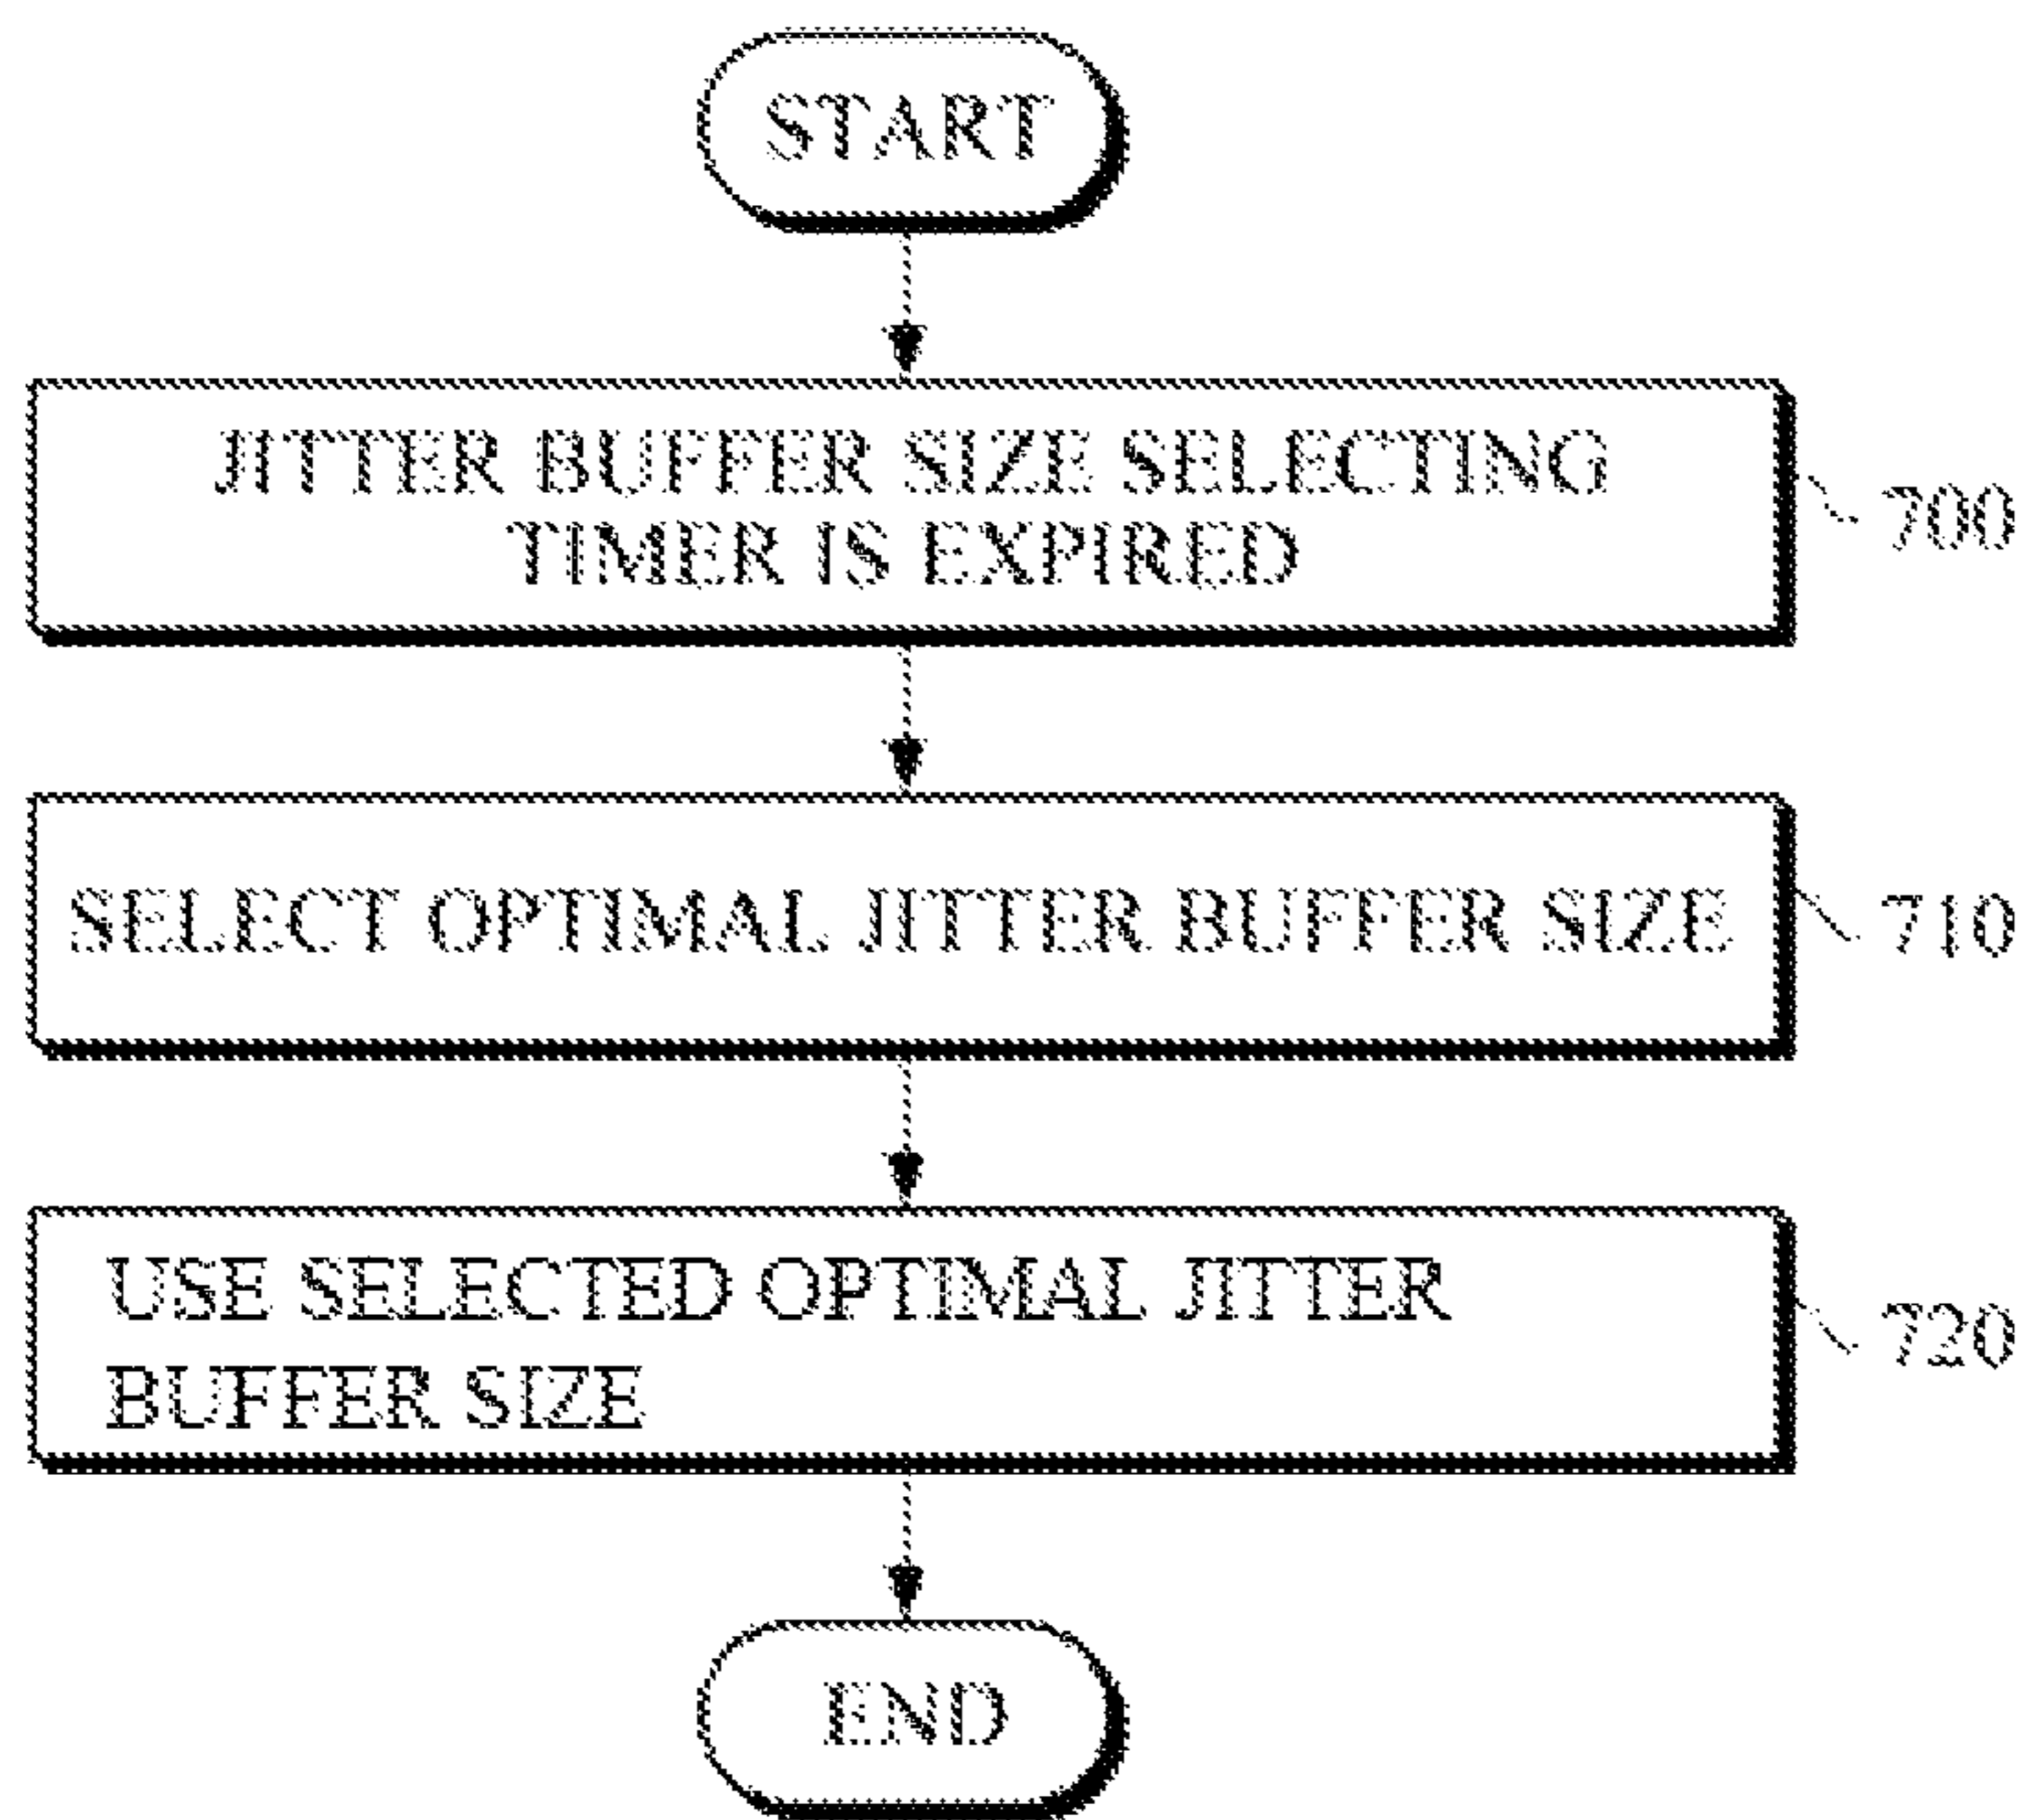 START
JITTER BUFFER SIZE SELECTING
TIMER IS EXPIRED
700
SELECT OPTIMAL JITTER BUFFER SIZE
710
USE SELECTED OPTIMAL JITTER
BUFFER SIZE
720
END